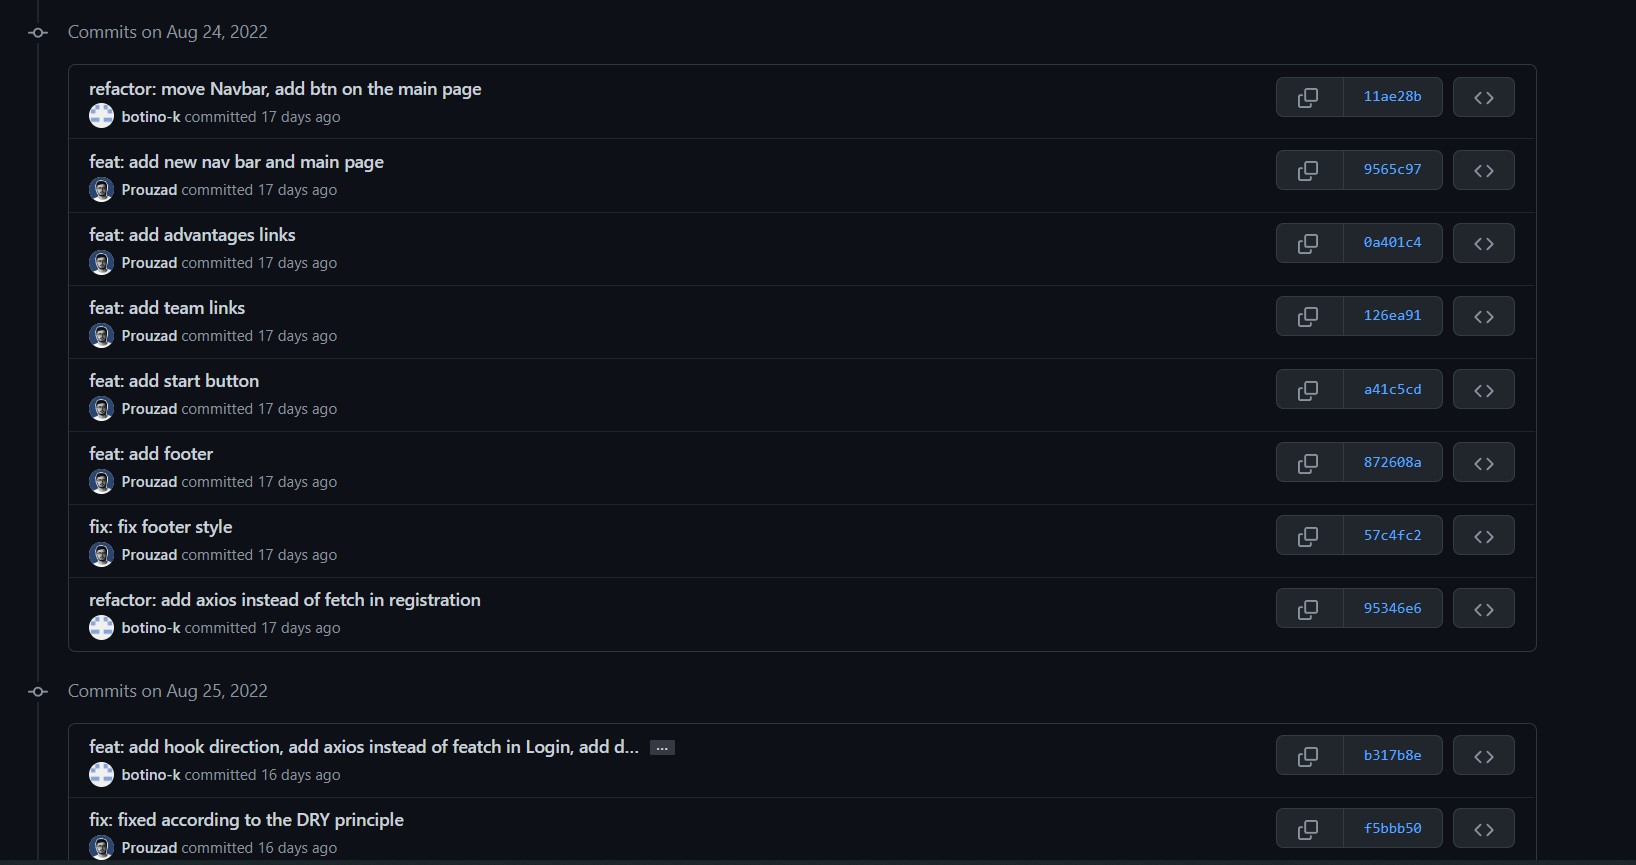 Commits on Aug 24, 2022
refactor: move Navbar, add btn on the main page
11ae28b
botino-k committed 17 days ago
feat: add new nav bar and main page
9565c97
Prouzad committed 17 days ago
feat: add advantages links
0a401c4
Prouzad committed 17 days ago
feat: add team links
126ea91
Prouzad committed 17 days ago
feat: add start button
a41c5cd
Prouzad committed 17 days ago
feat: add footer
872608a
Prouzad committed 17 days ago
fix: fix footer style
57c4fc2
Prouzad committed 17 days ago
refactor: add axios instead of fetch in registration
95346e6
botino-k committed 17 days ago
Commits on Aug 25, 2022
feat: add hook direction, add axios instead of featch in Login, add d… …
b317b8e
botino-k committed 16 days ago
fix: fixed according to the DRY principle
f5bbb50
Prouzad committed 16 days ago